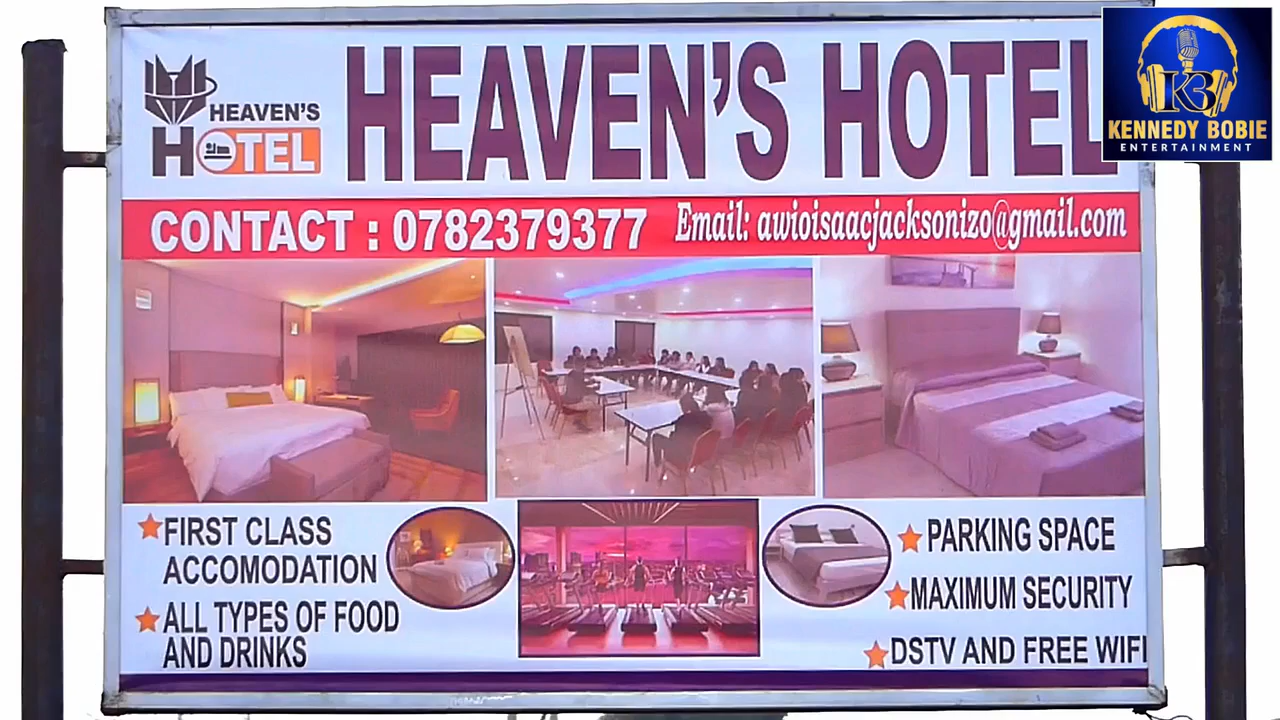 HEAVEN'S
HOTEL
HEAVEN'S HOTEL
K3
KENNEDY BOBIE
ENTERTAINMENT
CONTACT : 0782379377
Email: awioisaacjacksonizo@gmail.com
FIRST CLASS
ACCOMODATION
ALL TYPES OF FOOD
AND DRINKS
PARKING SPACE
MAXIMUM SECURITY
DSTV AND FREE WIFI